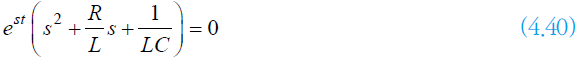 e^{st} \left( s^2 + \frac{R}{L} s + \frac{1}{LC} \right) = 0 (4.40)